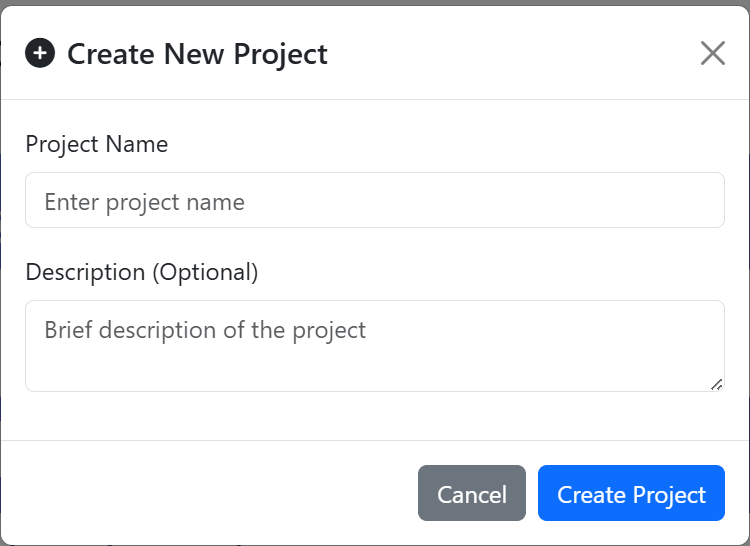 Create New Project
Project Name
Enter project name
Description (Optional)
Brief description of the project
Cancel
Create Project